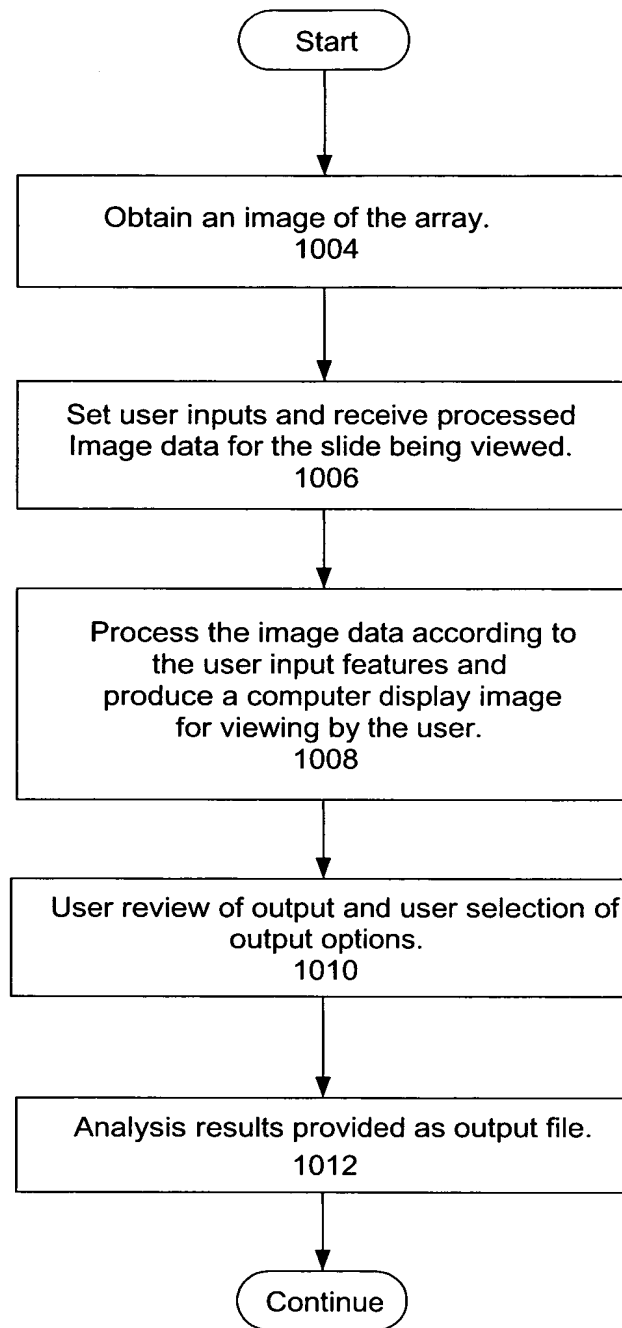 Start
Obtain an image of the array.
1004
Set user inputs and receive processed
Image data for the slide being viewed.
1006
Process the image data according to
the user input features and
produce a computer display image
for viewing by the user.
1008
User review of output and user selection of
output options.
1010
Analysis results provided as output file.
1012
Continue